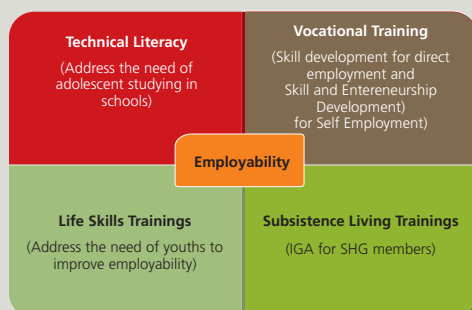 Technical Literacy
(Address the need of
adolescent studying in
schools)
Vocational Training
(Skill development for direct
employment and
Skill and Entereneurship
Development)
for Self Employment)
Employability
Life Skills Trainings
(Address the need of youths to
improve employability)
Subsistence Living Trainings
(IGA for SHG members)